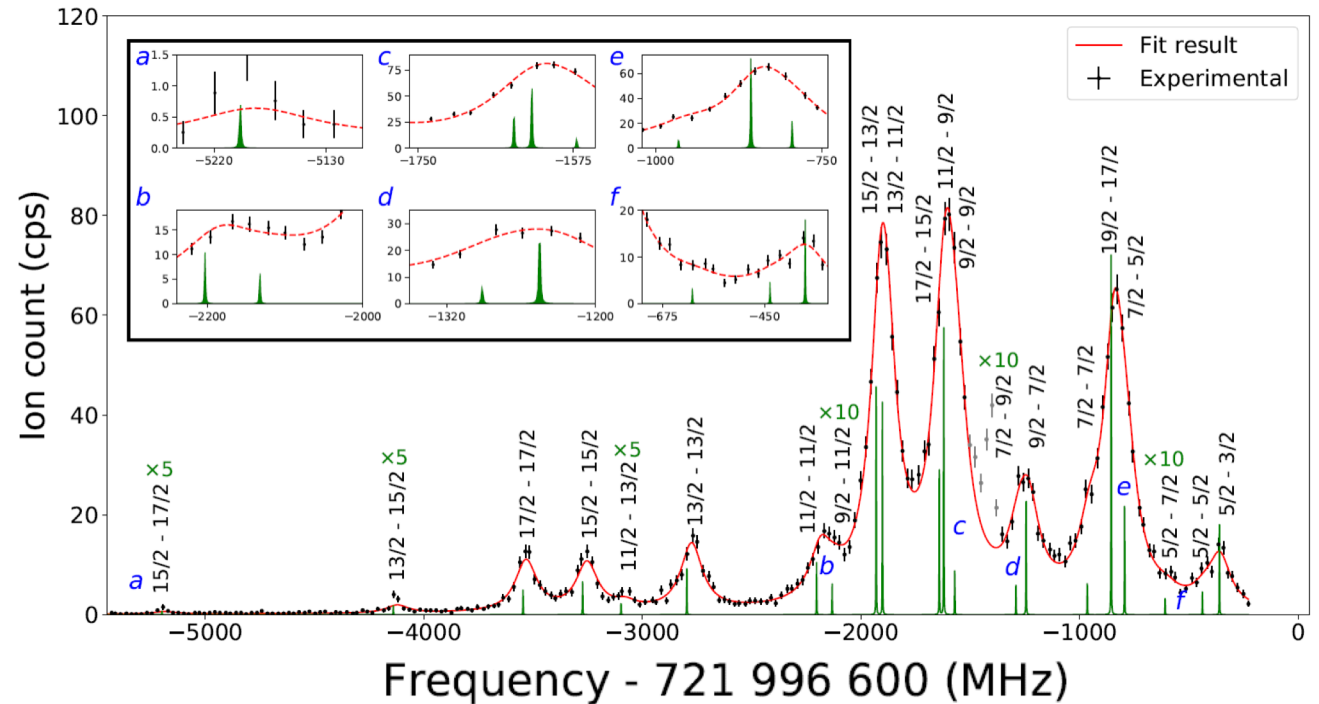 120
100
80
60
40
20
0
Ion count (cps)
Fit result
Experimental
a
1.5
1.0
0.5
0.0
−5220
−5130
c
75
50
25
0
−1750
−1575
e
60
40
20
0
−1000
−750
b
15
10
5
0
−2200
−2000
d
30
20
10
0
−1320
−1200
f
20
10
0
−675
−450
a
×5
15/2 - 17/2
×5
13/2 - 15/2
17/2 - 17/2
15/2 - 15/2
×5
11/2 - 13/2
13/2 - 13/2
11/2 - 11/2
×10
9/2 - 11/2
b
15/2 - 13/2
13/2 - 11/2
17/2 - 15/2
11/2 - 9/2
9/2 - 9/2
c
×10
7/2 - 9/2
9/2 - 7/2
d
7/2 - 7/2
19/2 - 17/2
7/2 - 5/2
e
×10
5/2 - 7/2
5/2 - 5/2
5/2 - 3/2
f
−5000
−4000
−3000
−2000
−1000
0
Frequency - 721 996 600 (MHz)